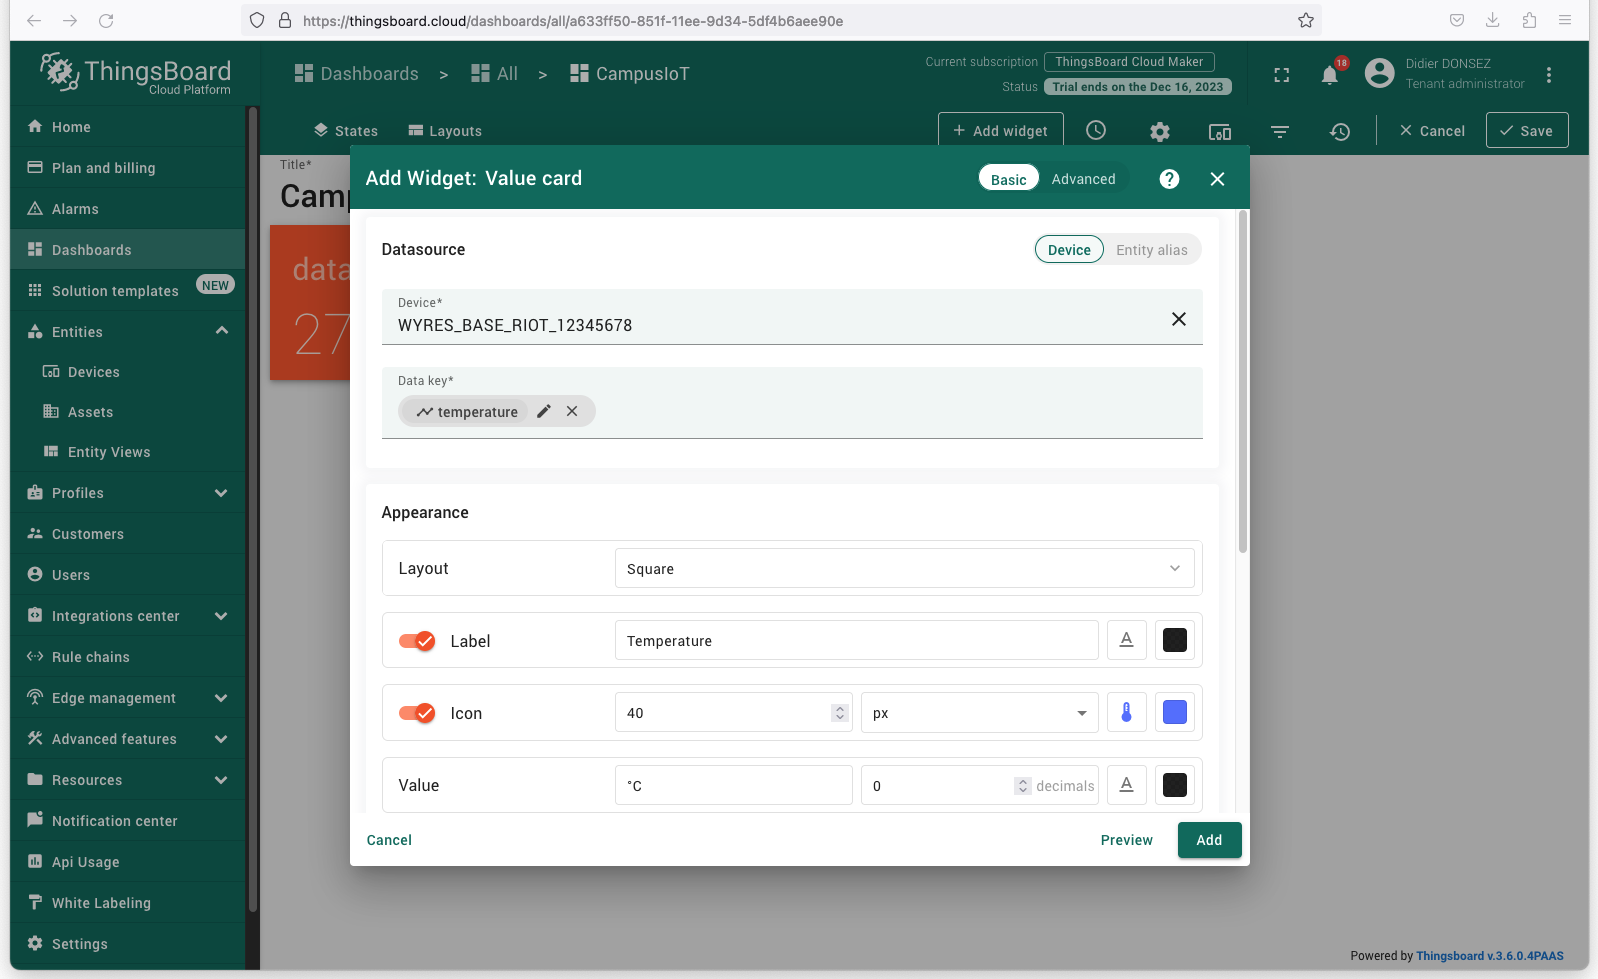 https://thingsboard.cloud/dashboards/all/a633ff50-851f-11ee-9d34-5df4b6aee90e
ThingsBoard
Cloud Platform
Dashboards > All > CampusIoT
Current subscription ThingsBoard Cloud Maker
Status Trial ends on the Dec 16, 2023
18
Didier DONSEZ
Tenant administrator
Home
Plan and billing
Alarms
Dashboards
Solution templates NEW
Entities
Devices
Assets
Entity Views
Profiles
Customers
Users
Integrations center
Rule chains
Edge management
Advanced features
Resources
Notification center
Api Usage
White Labeling
Settings
States Layouts + Add widget Cancel Save
Title*
Camp
data
27
Add Widget: Value card Basic Advanced ?
Datasource Device Entity alias
Device*
WYRES_BASE_RIOT_12345678
Data key*
temperature
Appearance
Layout Square
Label Temperature A
Icon 40 px
Value °C 0 decimals A
Cancel Preview Add
Powered by Thingsboard v.3.6.0.4PAAS